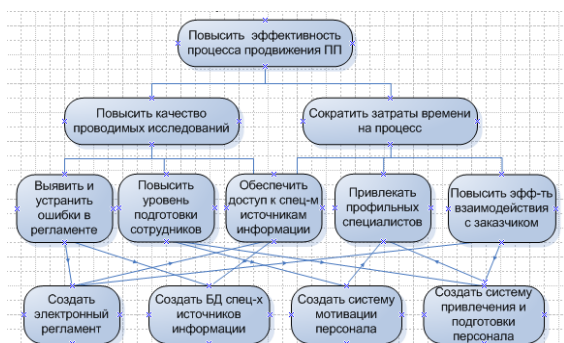 Повысить эффективность
процесса продвижения ПП
Повысить качество
проводимых исследований
Сократить затраты времени
на процесс
Выявить и
устранить
ошибки в
регламенте
Повысить
уровень
подготовки
сотрудников
Обеспечить
доступ к спец-м
источникам
информации
Привлекать
профильных
специалистов
Повысить эфф-ть
взаимодействия
с заказчиком
Создать
электронный
регламент
Создать БД спец-х
источников
информации
Создать систему
мотивации
персонала
Создать систему
привлечения и
подготовки
персонала